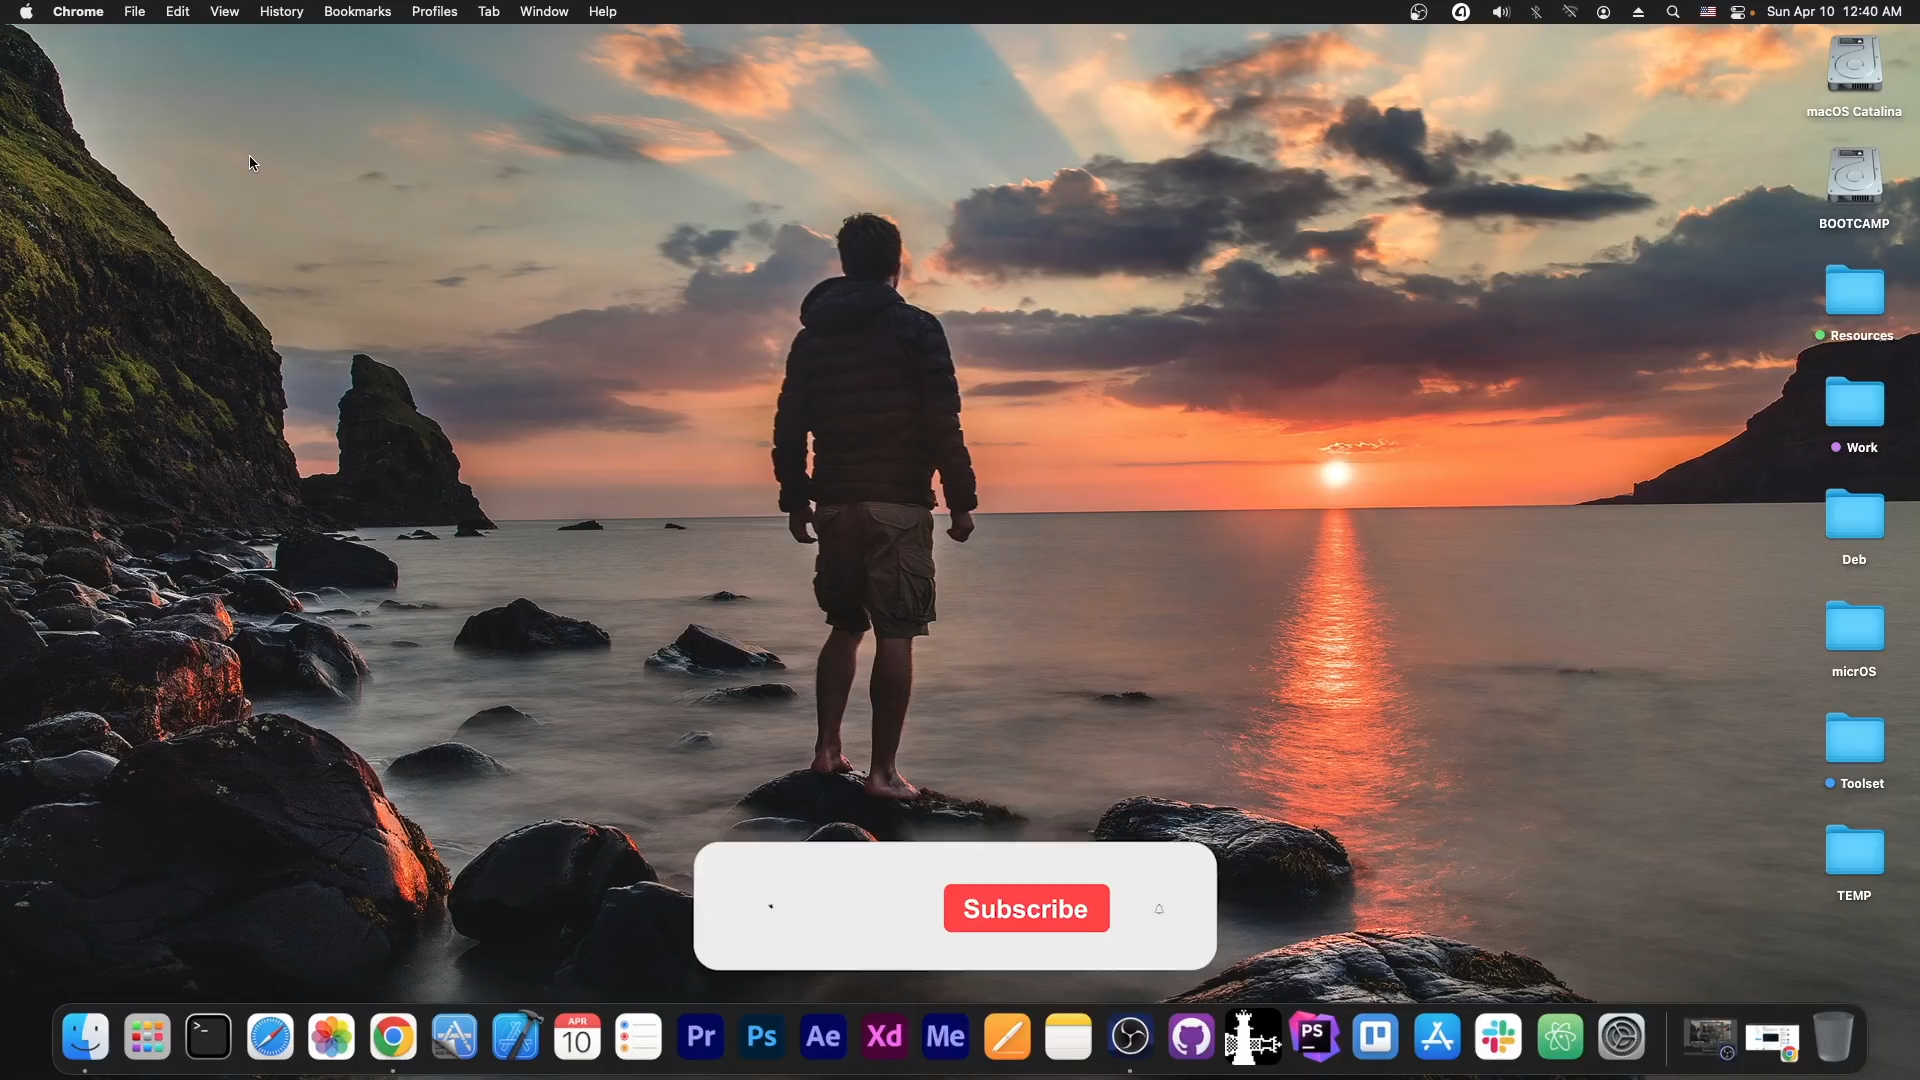 Chrome File Edit View History Bookmarks Profiles Tab Window Help Sun Apr 10 12:40 AM
macOS Catalina
BOOTCAMP
Resources
Work
Deb
micrOS
Toolset
TEMP
Subscribe
>_ APR 10 Pr Ps Ae Xd Me PS